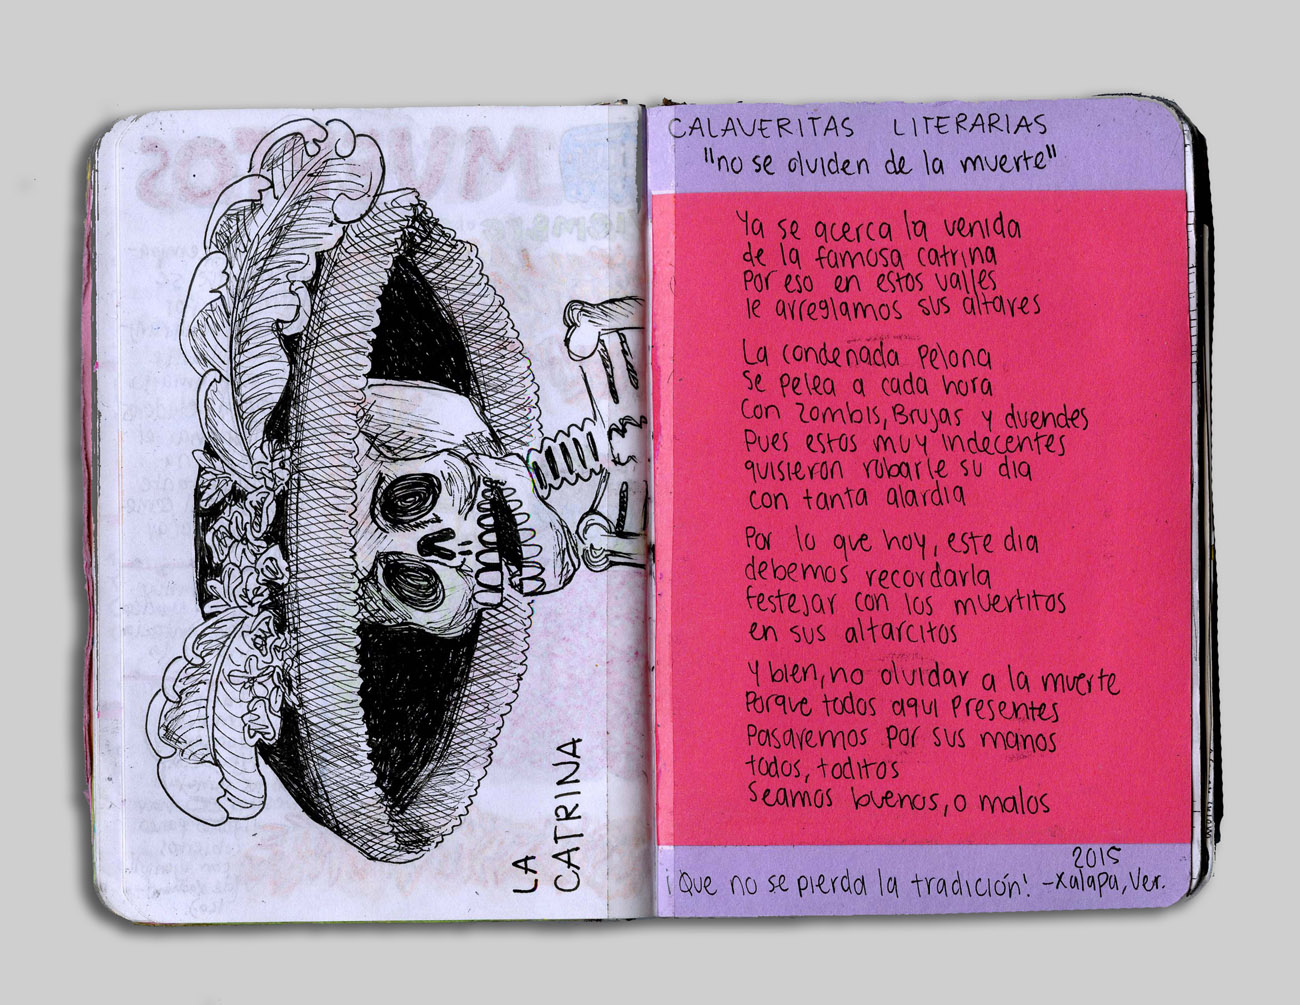 LA
CATRINA
CALAVERITAS LITERARIAS
"no se olviden de la muerte"
Ya se acerca la venida
de la famosa catrina
Por eso en estos valles
le arreglamos sus altares
La condenada Pelona
se pelea a cada hora
con zombis, Brujas y duendes
Pues estos muy indecentes
quisieron robarle su dia
con tanta alardia
Por lo que hoy, este dia
debemos recordarla
festejar con los muertitos
en sus altarcitos
Y bien, no olvidar a la muerte
Porque todos aqui Presentes
Pasaremos por sus manos
todos, toditos
seamos buenos, o malos
2015
¡Que no se pierda la tradición! -Xalapa, Ver.